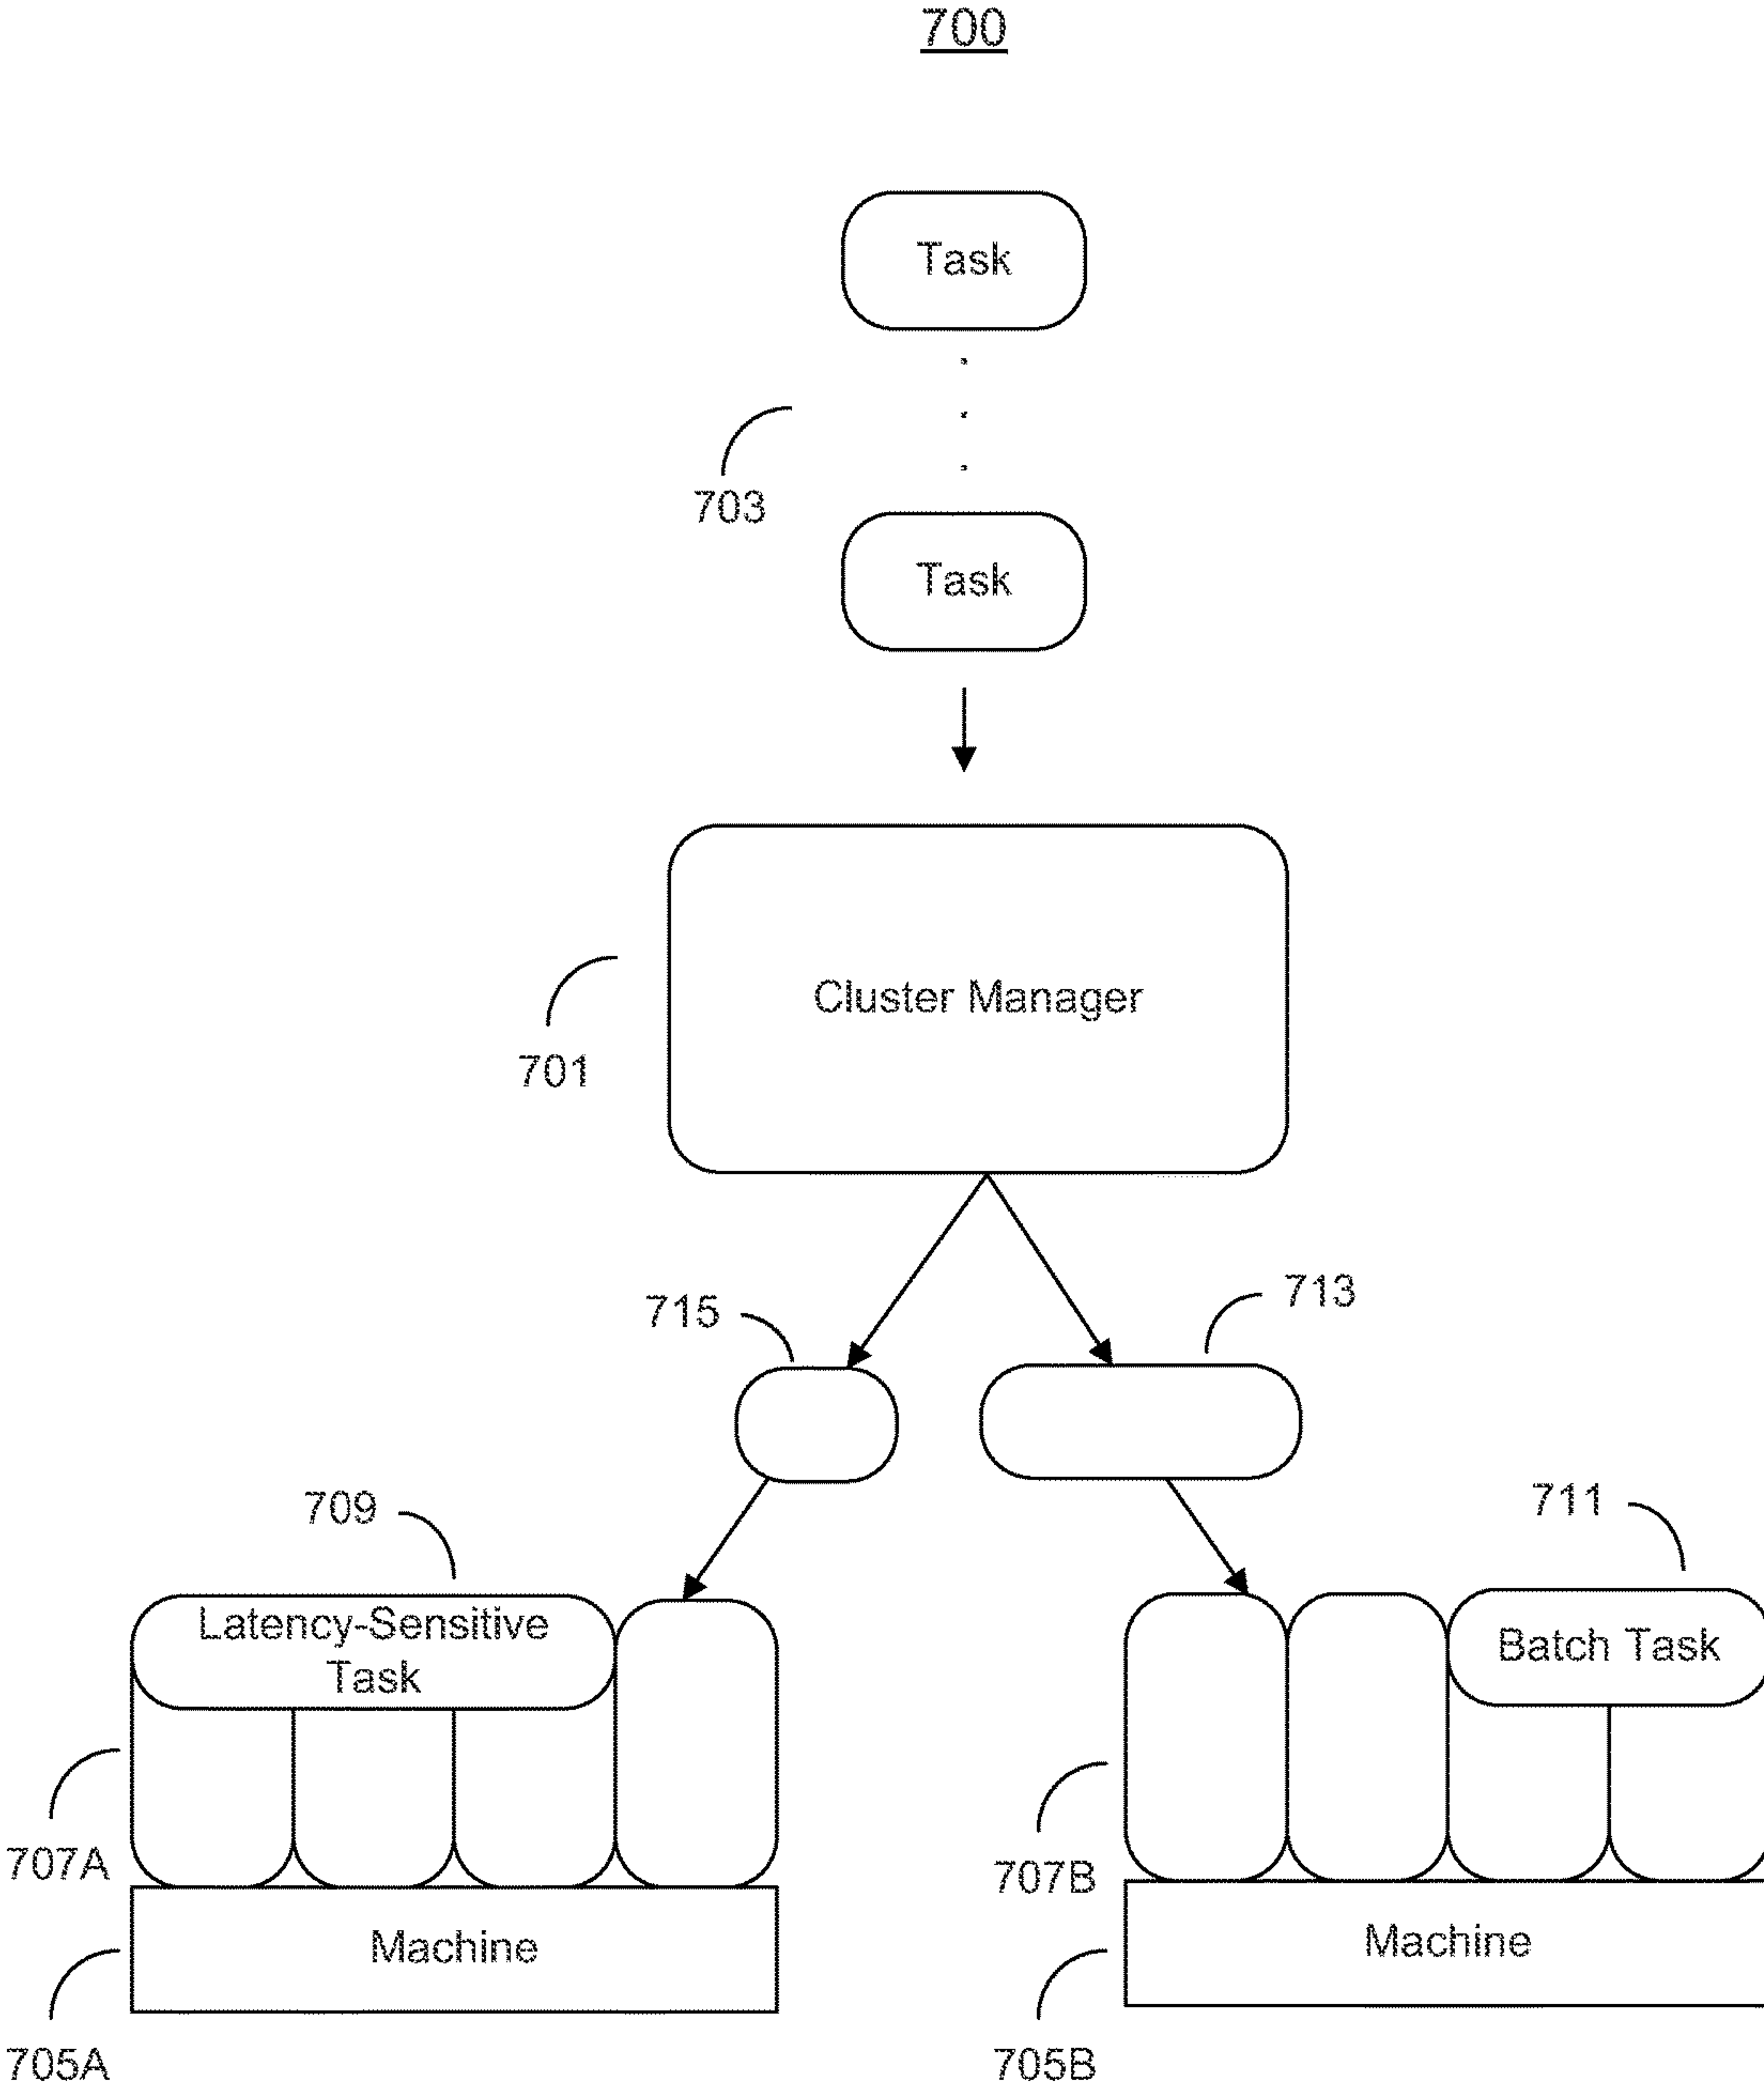 700
Task
703
Task
Cluster Manager
701
715
713
709
711
Latency-Sensitive
Task
Batch Task
707A
707B
Machine
Machine
705A
705B